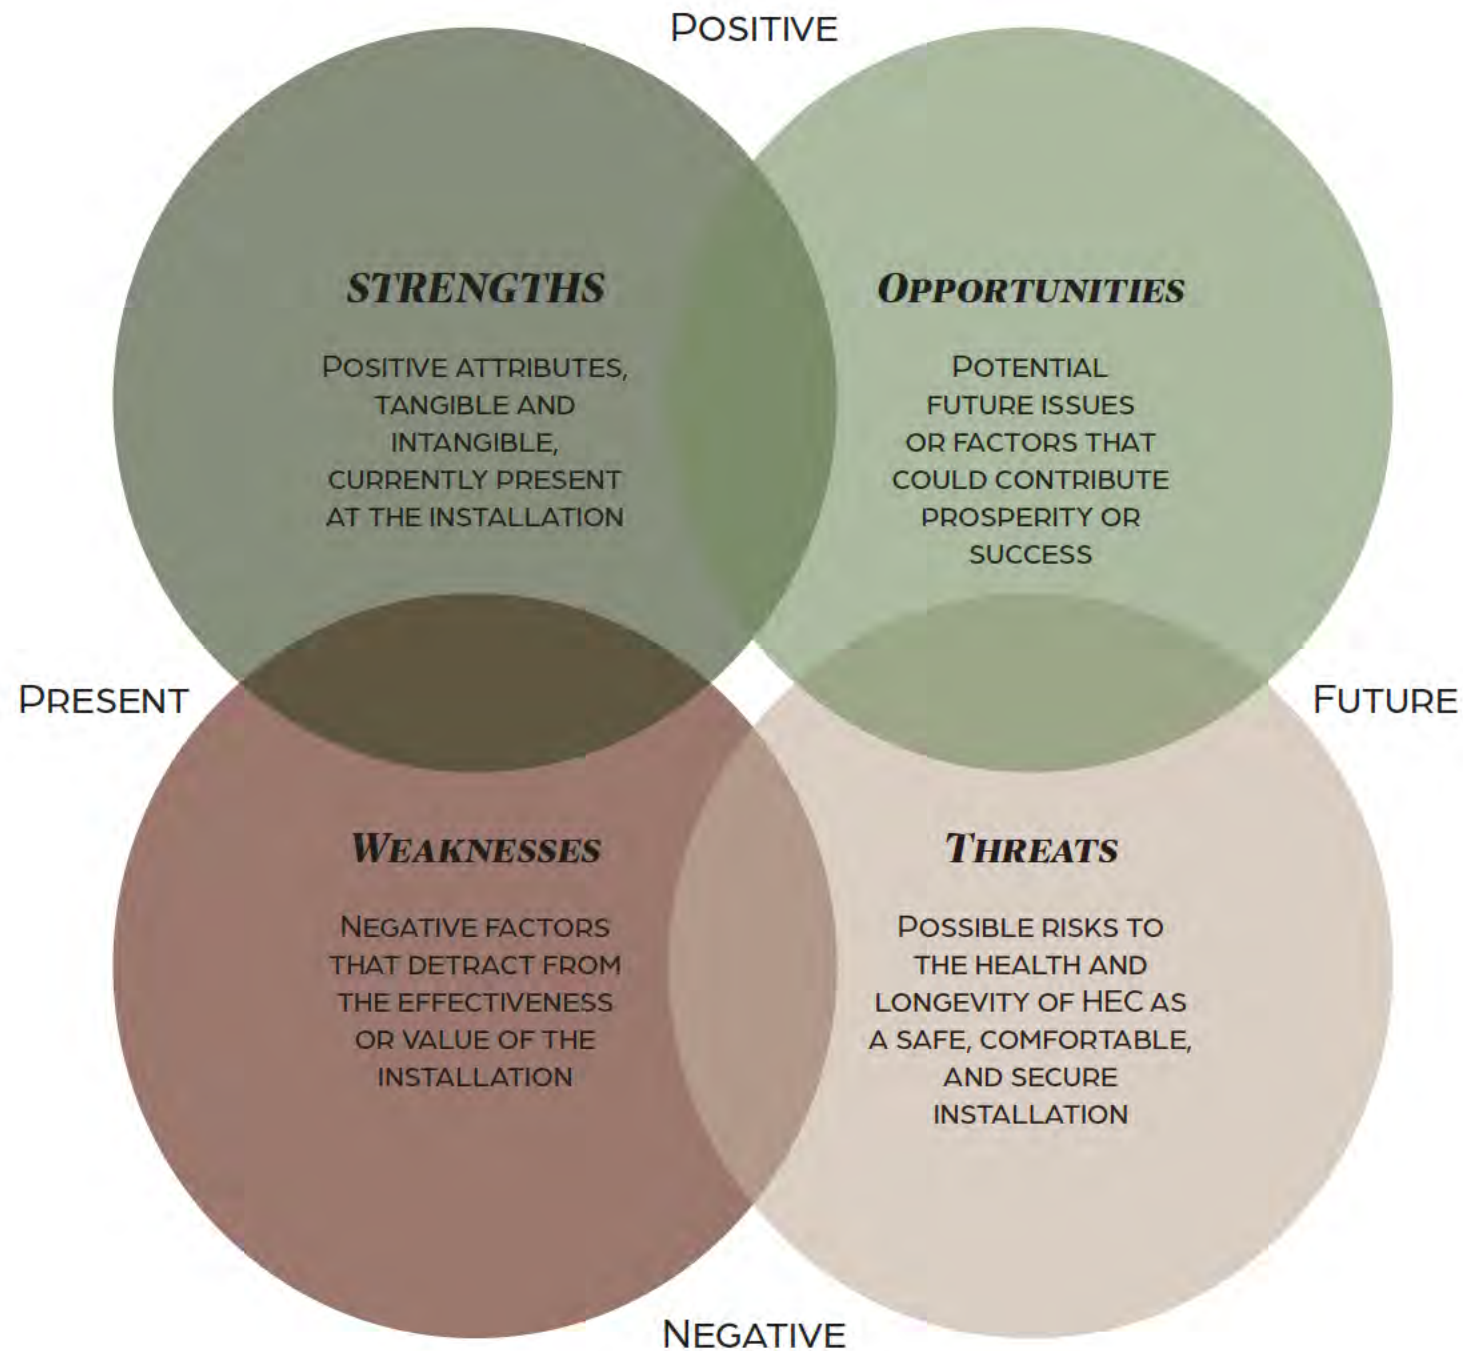 POSITIVE
STRENGTHS
POSITIVE ATTRIBUTES,
TANGIBLE AND
INTANGIBLE,
CURRENTLY PRESENT
AT THE INSTALLATION
OPPORTUNITIES
POTENTIAL
FUTURE ISSUES
OR FACTORS THAT
COULD CONTRIBUTE
PROSPERITY OR
SUCCESS
PRESENT
FUTURE
WEAKNESSES
NEGATIVE FACTORS
THAT DETRACT FROM
THE EFFECTIVENESS
OR VALUE OF THE
INSTALLATION
THREATS
POSSIBLE RISKS TO
THE HEALTH AND
LONGEVITY OF HEC AS
A SAFE, COMFORTABLE,
AND SECURE
INSTALLATION
NEGATIVE